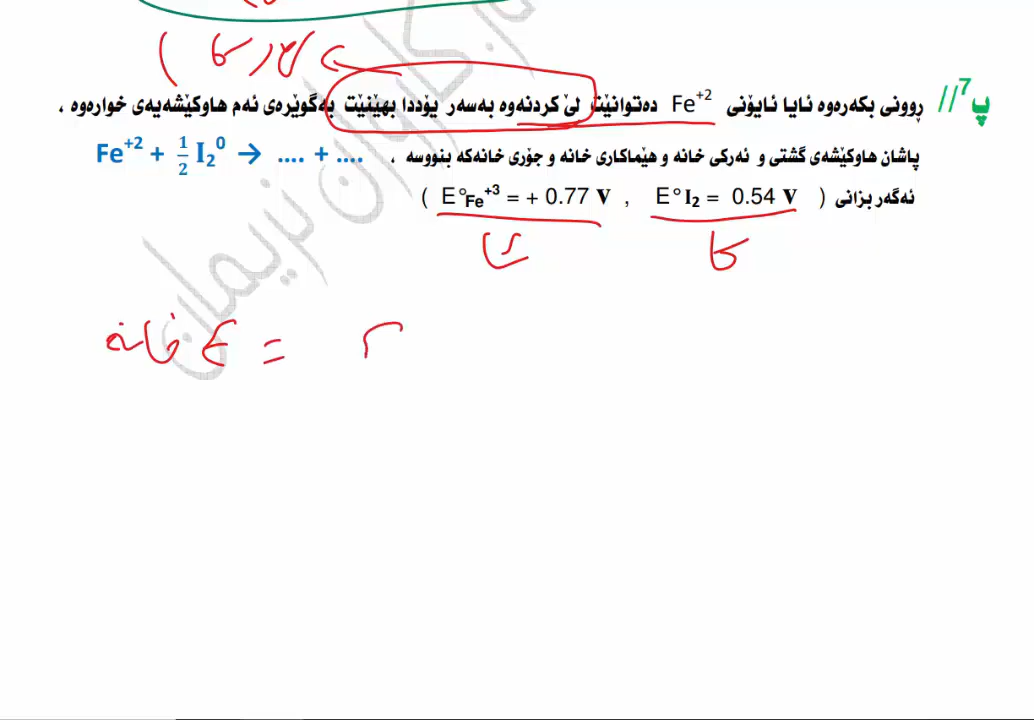 پ7// ڕوونی بکەرەوە ئایا ئایۆنی Fe+2 دەتوانێت لێ کردنەوە بەسەر یۆددا بهێنێت بەگوێرەی ئەم هاوکێشەیەی خوارەوە ،
Fe+2 + 1/2 I2 0 → .... + .... ، پاشان هاوکێشەی گشتی و ئەرکی خانە و هێماکاری خانە و جۆری خانەکە بنووسە
ئەگەر بزانی ( E° I2 = 0.54 V , E°Fe+3 = + 0.77 V )
خانە E =